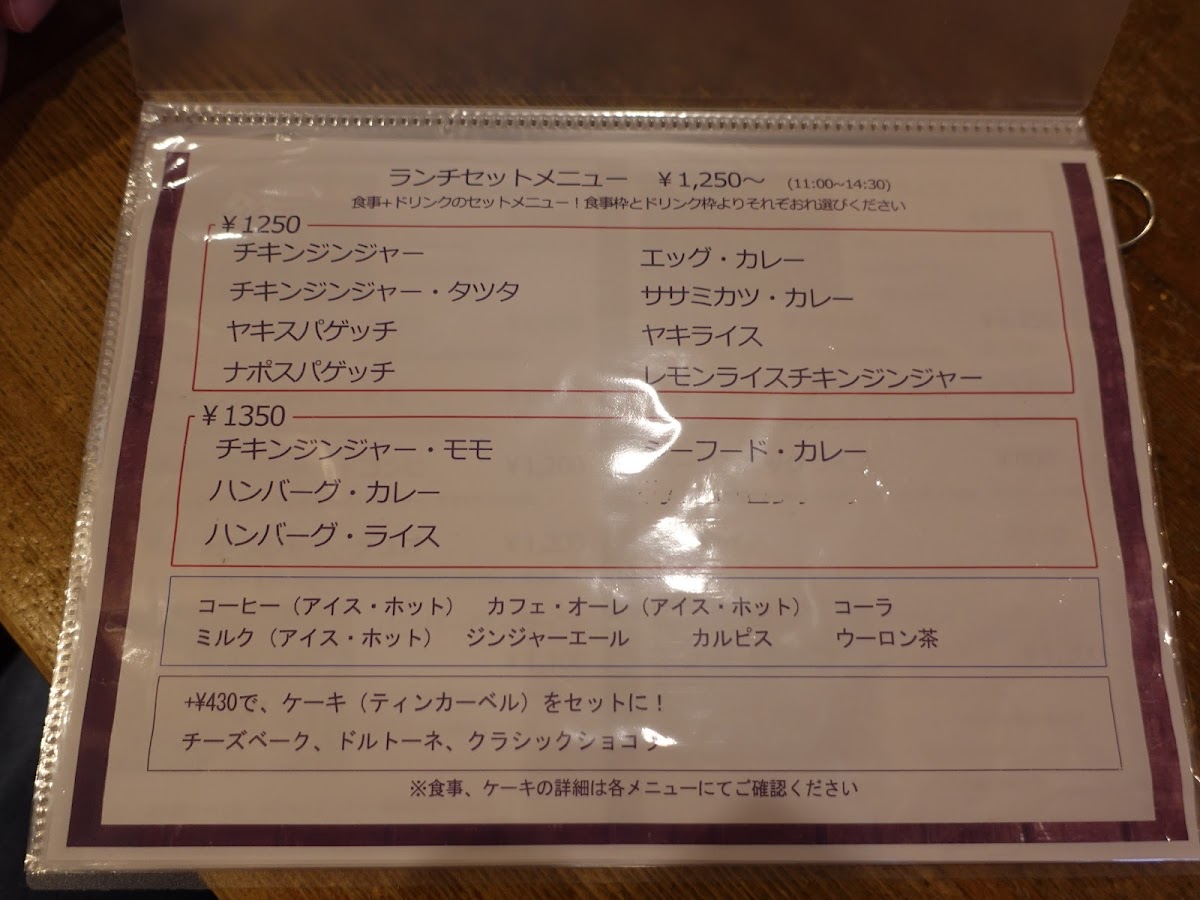 ランチセットメニュー ￥1,250～ (11:00~14:30)
食事+ドリンクのセットメニュー！食事枠とドリンク枠よりそれぞおれ選びください
￥1250
チキンジンジャー
チキンジンジャー・タツタ
ヤキスパゲッチ
ナポスパゲッチ
エッグ・カレー
ササミカツ・カレー
ヤキライス
レモンライスチキンジンジャー
￥1350
チキンジンジャー・モモ
ハンバーグ・カレー
ハンバーグ・ライス
シーフード・カレー
コーヒー（アイス・ホット） カフェ・オーレ（アイス・ホット） コーラ
ミルク（アイス・ホット） ジンジャーエール カルピス ウーロン茶
+¥430で、ケーキ（ティンカーベル）をセットに！
チーズベーク、ドルトーネ、クラシックショコラ
※食事、ケーキの詳細は各メニューにてご確認ください